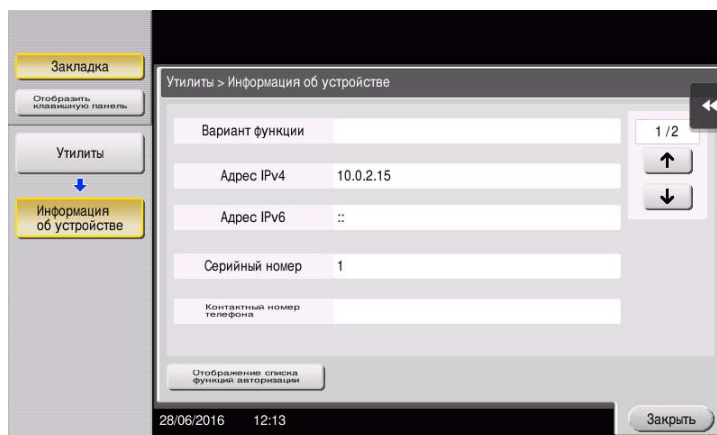 Закладка
Отобразить
клавишную панель
Утилиты
Информация
об устройстве
Утилиты > Информация об устройстве
1 /2
Вариант функции
Адрес IPv4 10.0.2.15
Адрес IPv6 ::
Серийный номер 1
Контактный номер
телефона
Отображение списка
функций авторизации
28/06/2016 12:13
Закрыть